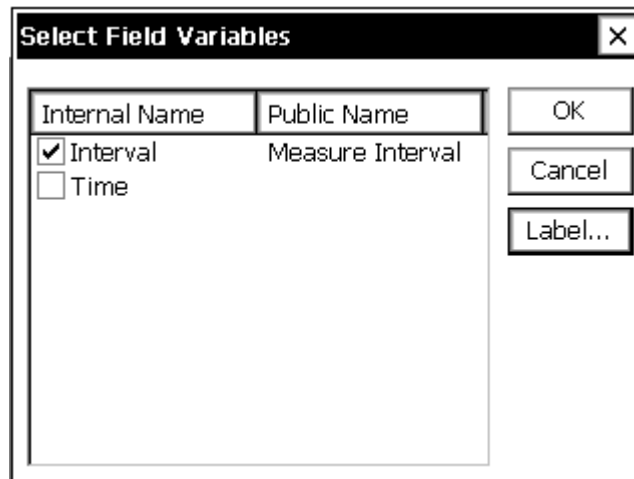 Select Field Variables
Internal Name Public Name
Interval Measure Interval
Time
OK
Cancel
Label...